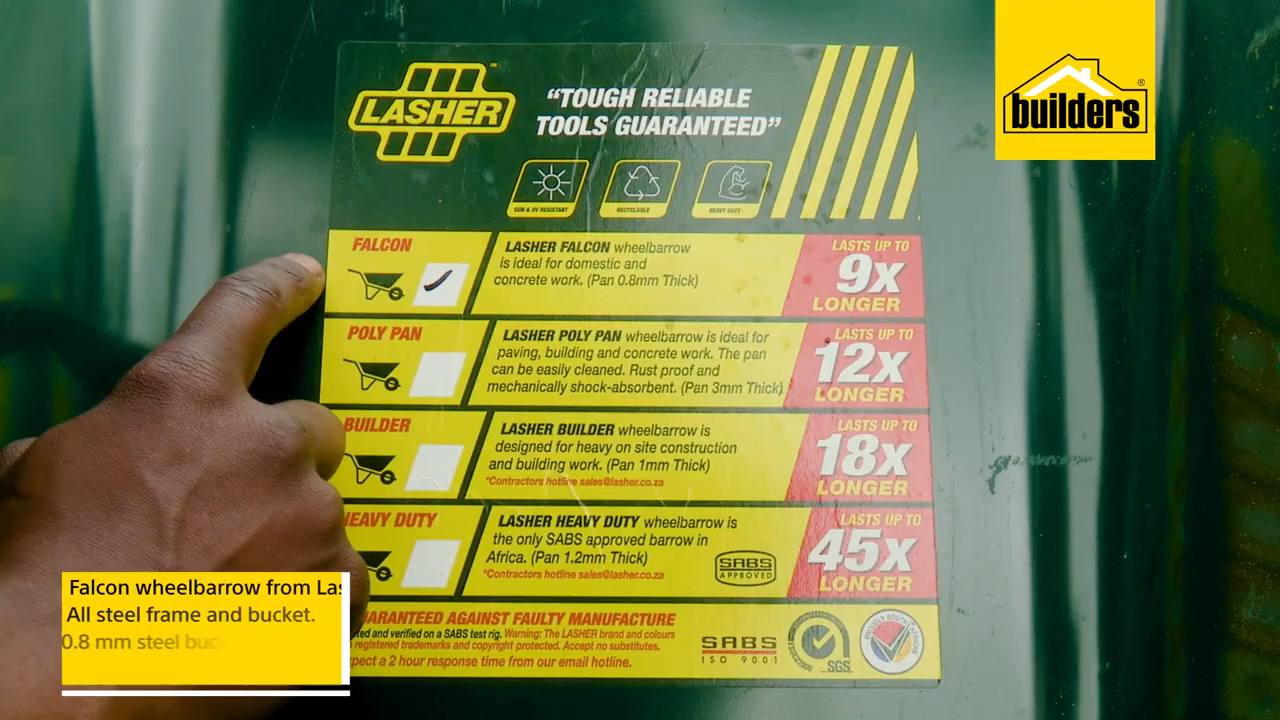 builders®
LASHER™
"TOUGH RELIABLE
TOOLS GUARANTEED"
SUN & UV RESISTANT
RECYCLABLE
HEAVY DUTY
FALCON
LASHER FALCON wheelbarrow
is ideal for domestic and
concrete work. (Pan 0.8mm Thick)
LASTS UP TO
9x
LONGER
POLY PAN
LASHER POLY PAN wheelbarrow is ideal for
paving, building and concrete work. The pan
can be easily cleaned. Rust proof and
mechanically shock-absorbent. (Pan 3mm Thick)
LASTS UP TO
12x
LONGER
BUILDER
LASHER BUILDER wheelbarrow is
designed for heavy on site construction
and building work. (Pan 1mm Thick)
*Contractors hotline sales@lasher.co.za
LASTS UP TO
18x
LONGER
HEAVY DUTY
LASHER HEAVY DUTY wheelbarrow is
the only SABS approved barrow in
Africa. (Pan 1.2mm Thick)
*Contractors hotline sales@lasher.co.za
SABS
APPROVED
LASTS UP TO
45x
LONGER
GUARANTEED AGAINST FAULTY MANUFACTURE
and verified on a SABS test rig. Warning: The LASHER brand and colours
registered trademarks and copyright protected. Accept no substitutes.
a 2 hour response time from our email hotline.
SABS
ISO 9001
SGS
PROUDLY SOUTH AFRICAN
Falcon wheelbarrow from Las
All steel frame and bucket.
0.8 mm steel buc